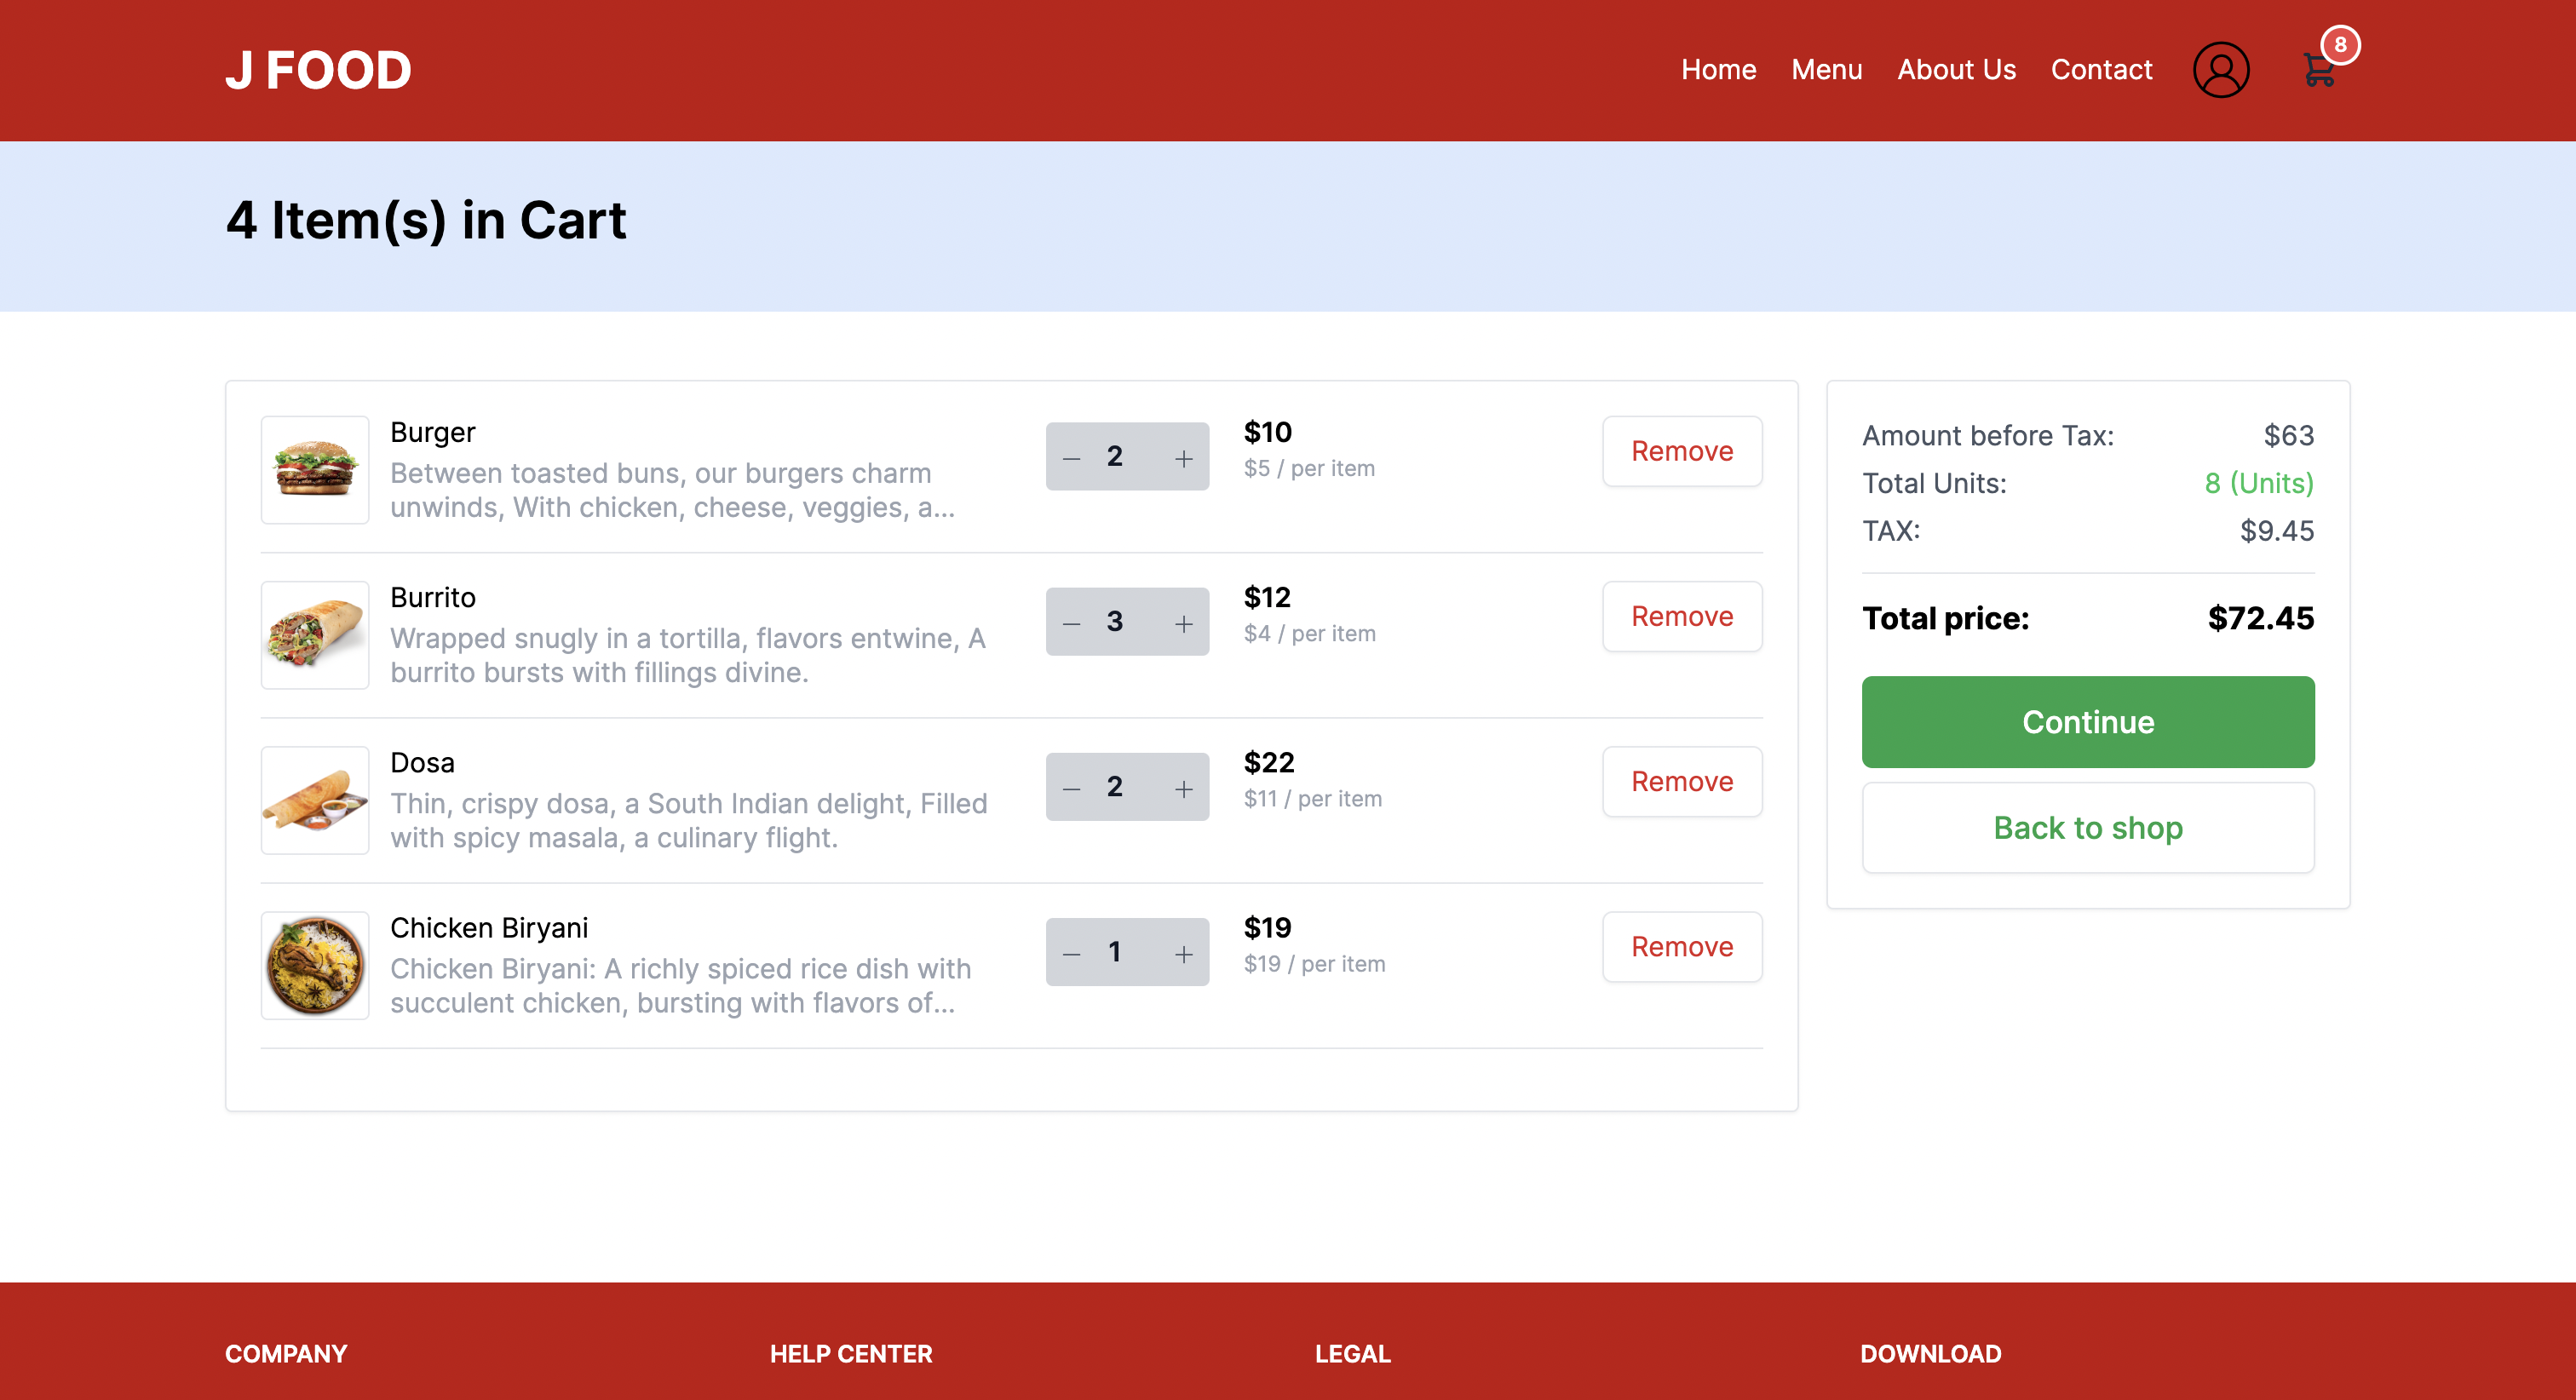 J FOOD
Home Menu About Us Contact 8
4 Item(s) in Cart
Burger
Between toasted buns, our burgers charm
unwinds, With chicken, cheese, veggies, a...
– 2 +
$10
$5 / per item
Remove
Burrito
Wrapped snugly in a tortilla, flavors entwine, A
burrito bursts with fillings divine.
– 3 +
$12
$4 / per item
Remove
Dosa
Thin, crispy dosa, a South Indian delight, Filled
with spicy masala, a culinary flight.
– 2 +
$22
$11 / per item
Remove
Chicken Biryani
Chicken Biryani: A richly spiced rice dish with
succulent chicken, bursting with flavors of...
– 1 +
$19
$19 / per item
Remove
Amount before Tax: $63
Total Units: 8 (Units)
TAX: $9.45
Total price: $72.45
Continue
Back to shop
COMPANY HELP CENTER LEGAL DOWNLOAD